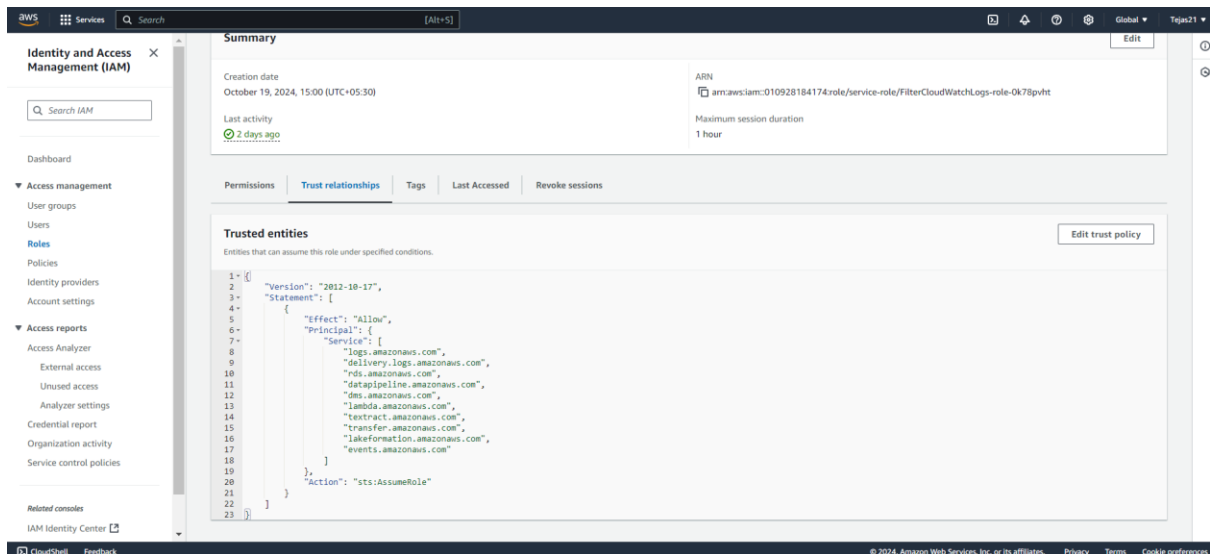 aws Services Search [Alt+S] Global Tejas21
Identity and Access Management (IAM)
Search IAM
Dashboard
Access management
User groups
Users
Roles
Policies
Identity providers
Account settings
Access reports
Access Analyzer
External access
Unused access
Analyzer settings
Credential report
Organization activity
Service control policies
Related consoles
IAM Identity Center
Summary
Edit
Creation date
October 19, 2024, 15:00 (UTC+05:30)
Last activity
2 days ago
ARN
arn:aws:iam::010928184174:role/service-role/FilterCloudWatchLogs-role-0k78pvht
Maximum session duration
1 hour
Permissions Trust relationships Tags Last Accessed Revoke sessions
Trusted entities
Edit trust policy
Entities that can assume this role under specified conditions.
1 {
2 "Version": "2012-10-17",
3 "Statement": [
4 {
5 "Effect": "Allow",
6 "Principal": {
7 "Service": [
8 "logs.amazonaws.com",
9 "delivery.logs.amazonaws.com",
10 "rds.amazonaws.com",
11 "datapipeline.amazonaws.com",
12 "dms.amazonaws.com",
13 "lambda.amazonaws.com",
14 "textract.amazonaws.com",
15 "transfer.amazonaws.com",
16 "lakeformation.amazonaws.com",
17 "events.amazonaws.com"
18 ]
19 },
20 "Action": "sts:AssumeRole"
21 }
22 ]
23 }
CloudShell Feedback © 2024, Amazon Web Services, Inc. or its affiliates. Privacy Terms Cookie preferences